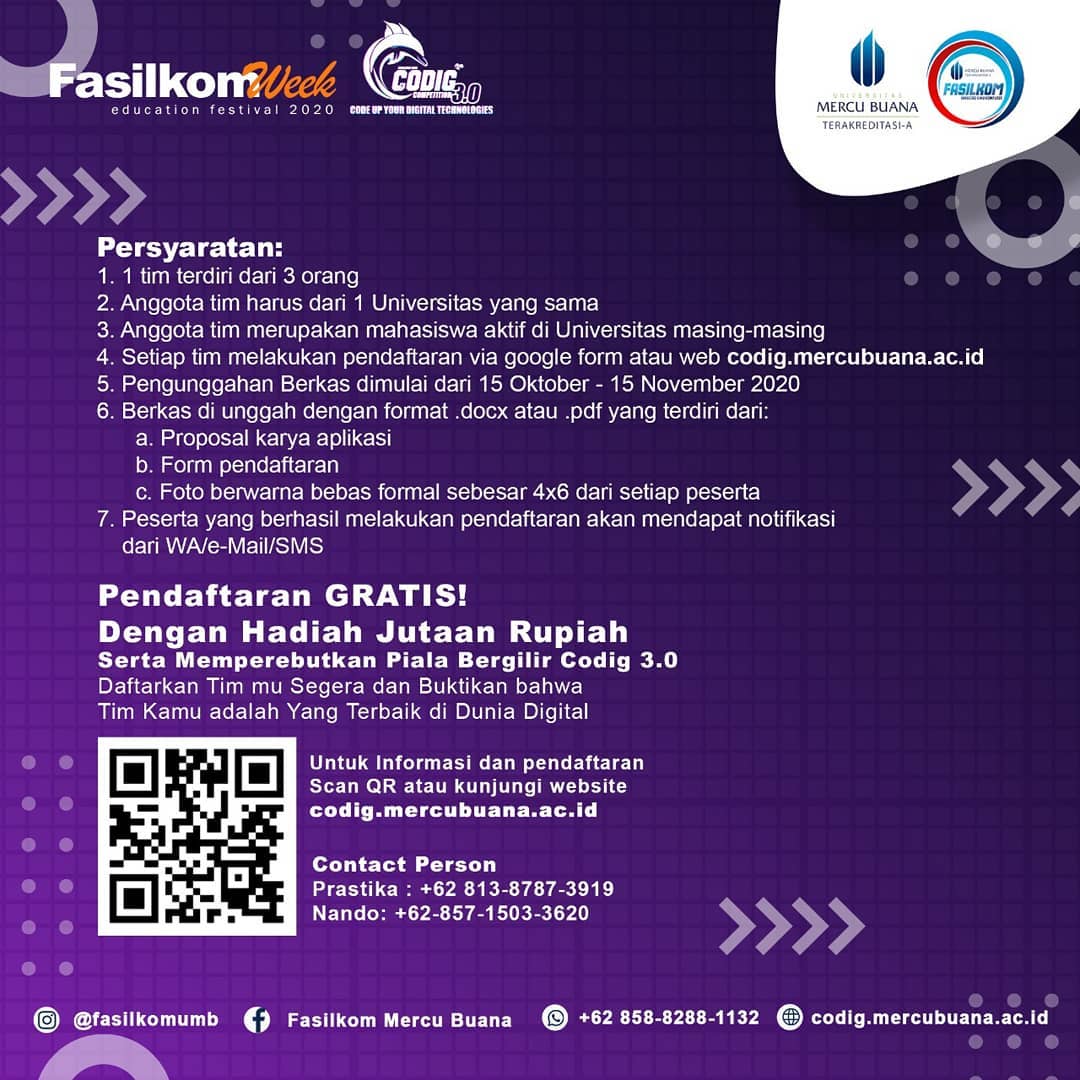 FasilkomWeek
education festival 2020
CODIG
COMPETITION 3.0
CODE UP YOUR DIGITAL TECHNOLOGIES
UNIVERSITAS
MERCU BUANA
TERAKREDITASI-A
MERCU BUANA
FASILKOM
Persyaratan:
1. 1 tim terdiri dari 3 orang
2. Anggota tim harus dari 1 Universitas yang sama
3. Anggota tim merupakan mahasiswa aktif di Universitas masing-masing
4. Setiap tim melakukan pendaftaran via google form atau web codig.mercubuana.ac.id
5. Pengunggahan Berkas dimulai dari 15 Oktober - 15 November 2020
6. Berkas di unggah dengan format .docx atau .pdf yang terdiri dari:
a. Proposal karya aplikasi
b. Form pendaftaran
c. Foto berwarna bebas formal sebesar 4x6 dari setiap peserta
7. Peserta yang berhasil melakukan pendaftaran akan mendapat notifikasi
dari WA/e-Mail/SMS
Pendaftaran GRATIS!
Dengan Hadiah Jutaan Rupiah
Serta Memperebutkan Piala Bergilir Codig 3.0
Daftarkan Tim mu Segera dan Buktikan bahwa
Tim Kamu adalah Yang Terbaik di Dunia Digital
Untuk Informasi dan pendaftaran
Scan QR atau kunjungi website
codig.mercubuana.ac.id
Contact Person
Prastika : +62 813-8787-3919
Nando: +62-857-1503-3620
@fasilkomumb
Fasilkom Mercu Buana
+62 858-8288-1132
codig.mercubuana.ac.id